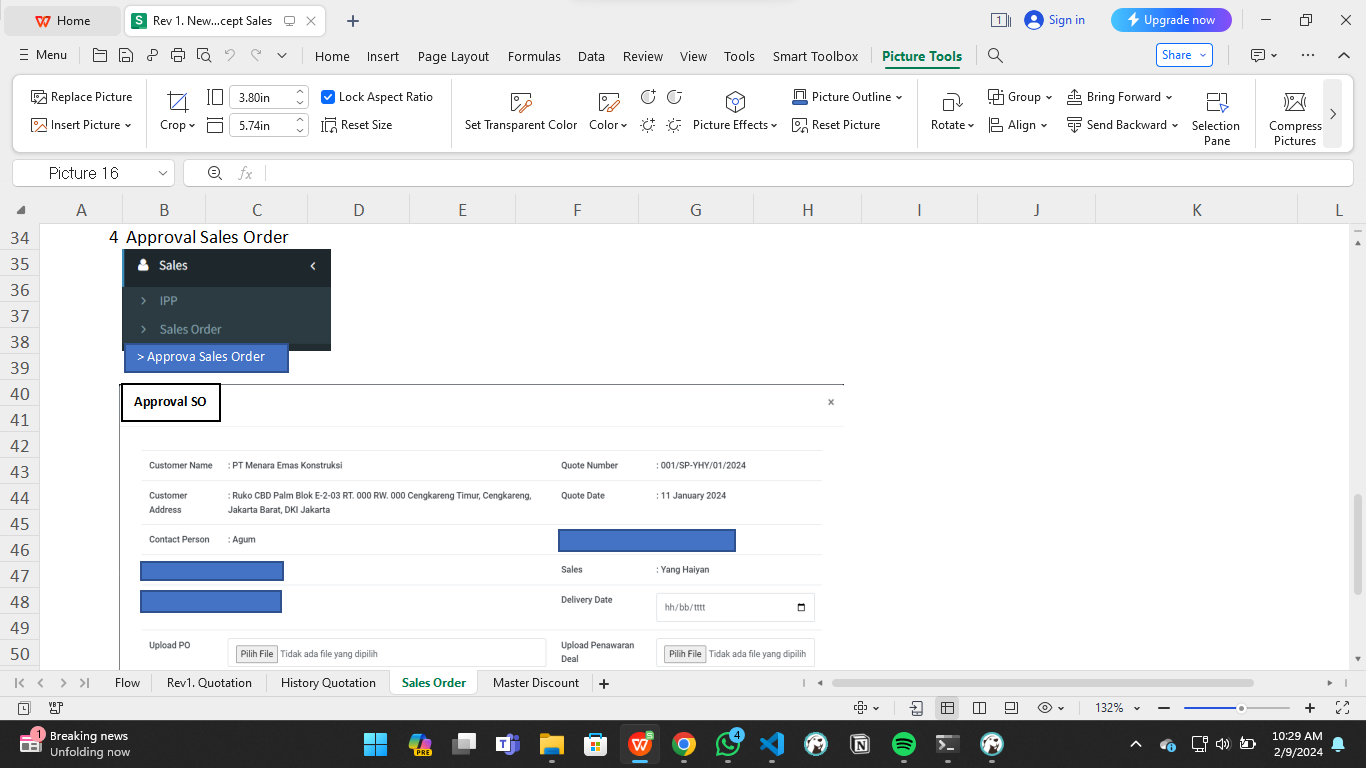 Home
Rev 1. New...cept Sales
Sign in
Upgrade now
Menu
Home
Insert
Page Layout
Formulas
Data
Review
View
Tools
Smart Toolbox
Picture Tools
Share
Replace Picture
Insert Picture
Crop
3.80in
5.74in
Lock Aspect Ratio
Reset Size
Set Transparent Color
Color
Picture Effects
Picture Outline
Reset Picture
Rotate
Group
Align
Bring Forward
Send Backward
Selection
Pane
Compress
Pictures
Picture 16
fx
A B C D E F G H I J K L
34 4 Approval Sales Order
35 Sales
36 IPP
37 Sales Order
38
39 > Approva Sales Order
40 Approval SO
41
42
43 Customer Name : PT Menara Emas Konstruksi Quote Number : 001/SP-YHY/01/2024
44 Customer : Ruko CBD Palm Blok E-2-03 RT. 000 RW. 000 Cengkareng Timur, Cengkareng, Quote Date : 11 January 2024
Address Jakarta Barat, DKI Jakarta
45
46 Contact Person : Agum
47 Sales : Yang Haiyan
48 Delivery Date hh/bb/tttt
49
50 Upload PO Pilih File Tidak ada file yang dipilih Upload Penawaran Pilih File Tidak ada file yang dipilih
Deal
Flow
Rev1. Quotation
History Quotation
Sales Order
Master Discount
132%
1
Breaking news
Unfolding now
PRE
4
10:29 AM
2/9/2024